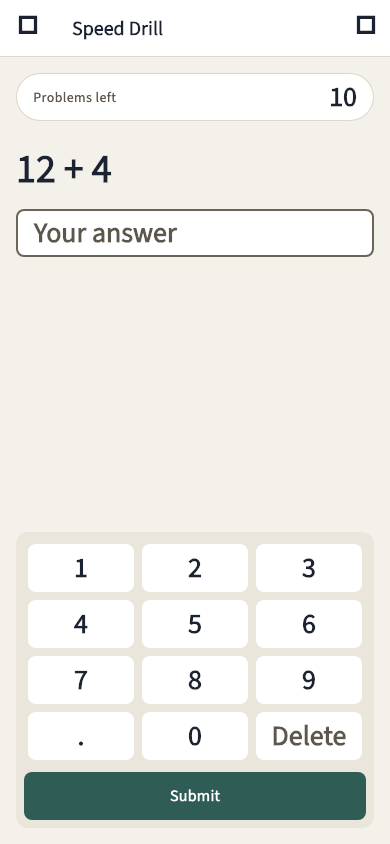 Speed Drill
Problems left 10
12 + 4
Your answer
1 2 3
4 5 6
7 8 9
. 0 Delete
Submit